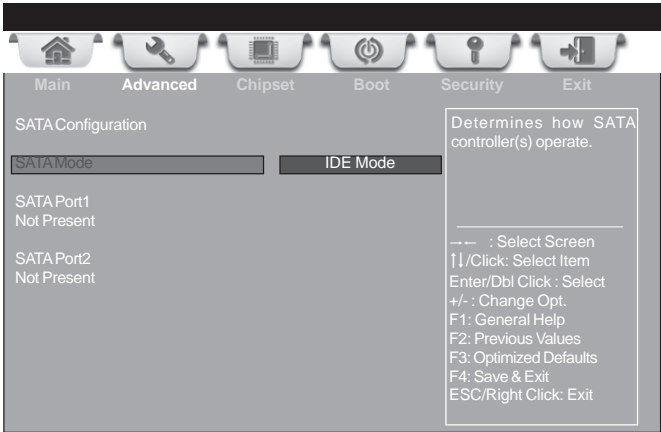 Main Advanced Chipset Boot Security Exit
SATA Configuration
SATA Mode IDE Mode
SATA Port1
Not Present
SATA Port2
Not Present
Determines how SATA
controller(s) operate.
→← : Select Screen
↑↓/Click: Select Item
Enter/Dbl Click : Select
+/- : Change Opt.
F1: General Help
F2: Previous Values
F3: Optimized Defaults
F4: Save & Exit
ESC/Right Click: Exit